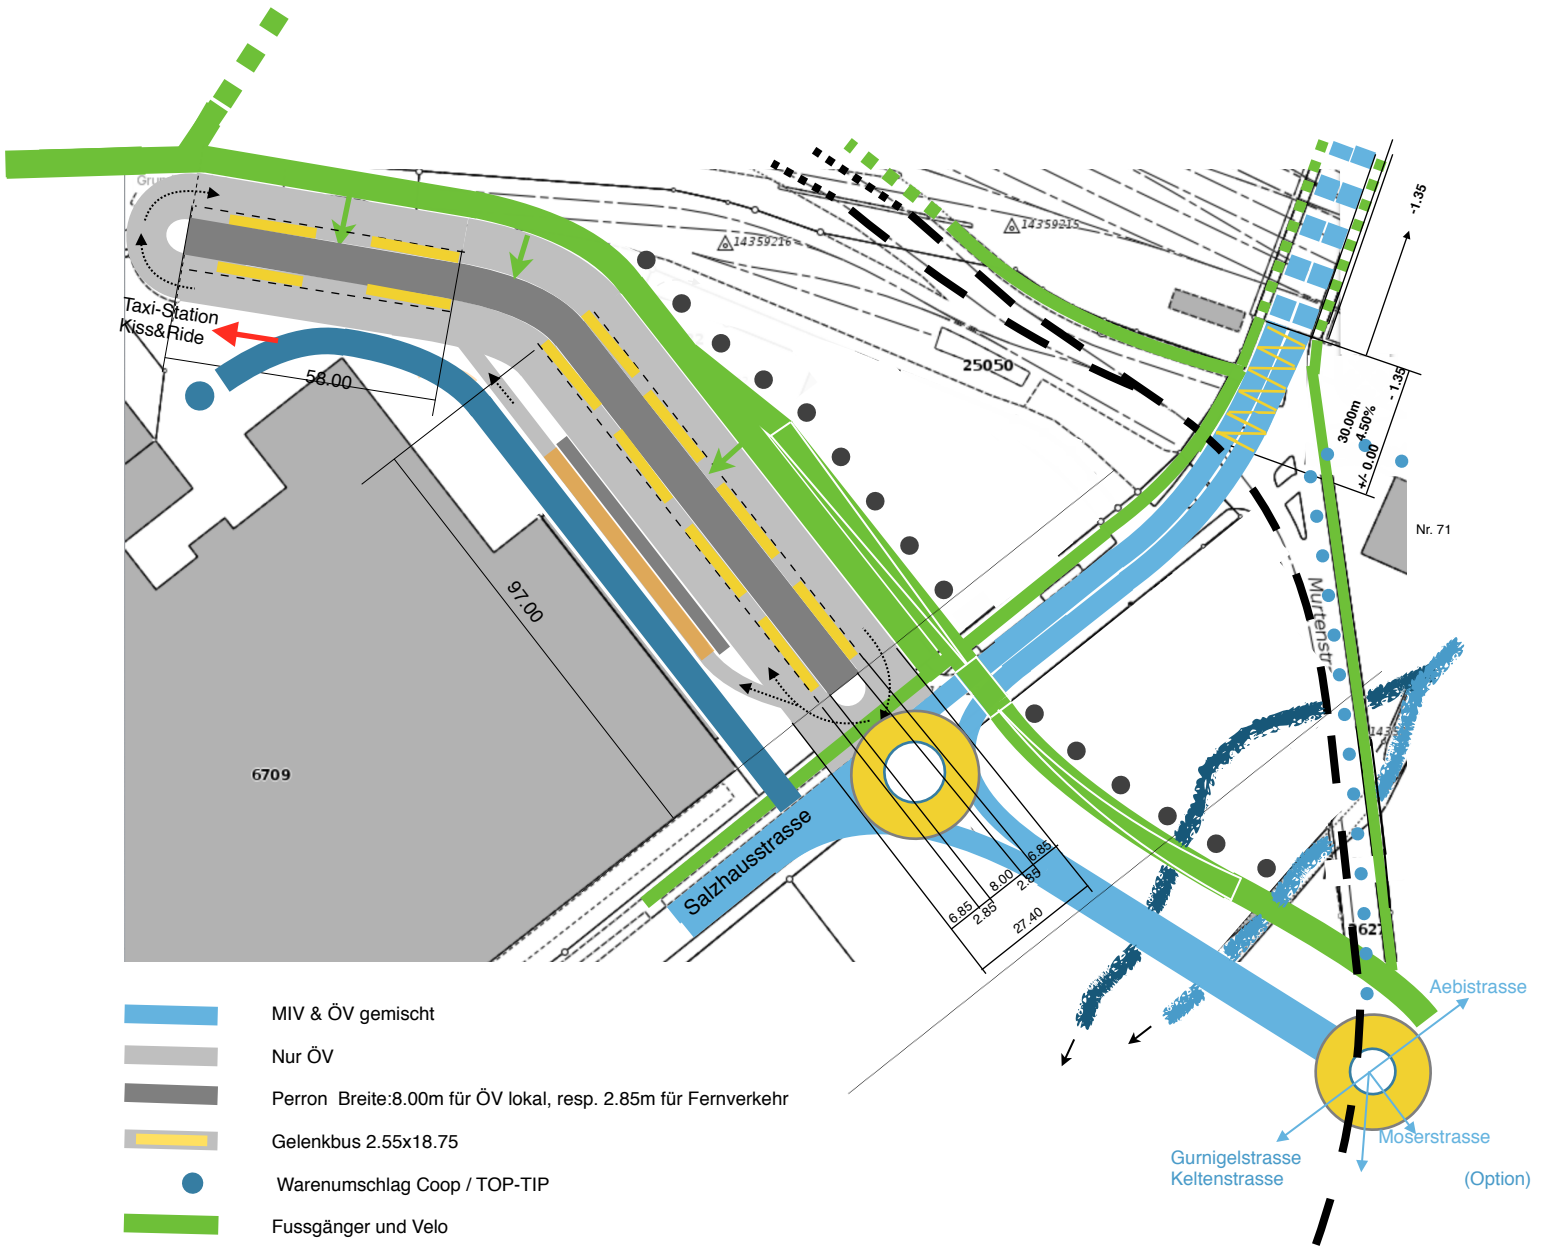 Gru
-1.35
14359216
14359215
Taxi-Station
Kiss&Ride
58.00
25050
- 1.35
30.00m
4.50%
+/- 0.00
Nr. 71
97.00
Murtenstr
6709
Salzhausstrasse
6.85
2.85
8.00
2.85
6.85
27.40
1435
3627
Aebistrasse
Moserstrasse
Gurnigelstrasse
Keltenstrasse
(Option)
MIV & ÖV gemischt
Nur ÖV
Perron Breite:8.00m für ÖV lokal, resp. 2.85m für Fernverkehr
Gelenkbus 2.55x18.75
Warenumschlag Coop / TOP-TIP
Fussgänger und Velo